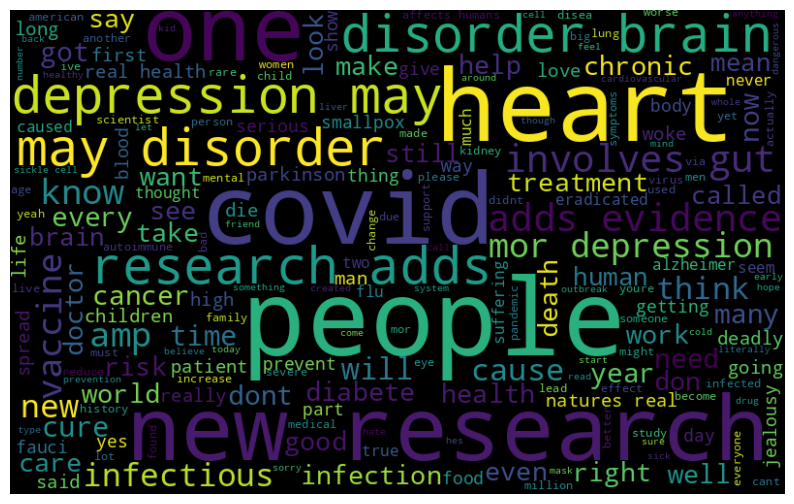 american long say one look show disorder brain
kid cell disea worse anything
back another ive first got affects humans lung big feel dangerous
number healthy real health rare women child make give help love chronic mean never now
depression may heart
liver around cardiovascular whole yet actually
scientist caused let person serious smallpox made much body though symptoms
may disorder blood still kidney woke mind via men
sickle cell want mental parkinson way please involves gut
age know thought thing treatment virus used
yeah every see covid support didnt eradicated called
autoimmune take die friend due change adds evidence
life brain bad mor depression
live vaccine doctor research adds call two man suffering human alzheimer seem
cancer high something created system flu outbreak youre early hope
children family people pandemic death think
spread amp time come mor getting someone many
must believe today eye work cold might deadly
reduce risk patient prevent will cause year need don going
prevention increase severe start literally
world really dont diabete health lead effect infected become drug
new history part natures real read jealousy
type cure found medical hate new research better study sure day
fauci yes lot good true hes sick
care said infectious sorry infection food mask million even right well everyone cant